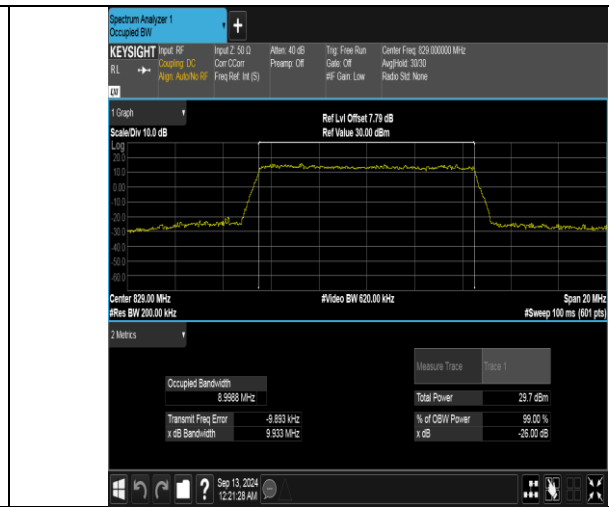 Spectrum Analyzer 1
Occupied BW
+
KEYSIGHT Input: RF Input Z: 50 Ω Atten: 40 dB Trig: Free Run Center Freq: 829.000000 MHz
Coupling: DC Corr CCorr Preamp: Off Gate: Off Avg|Hold: 30/30
RL Align: Auto/No RF Freq Ref: Int (S) #IF Gain: Low Radio Std: None
LXI
1 Graph
Scale/Div 10.0 dB
Ref Lvl Offset 7.79 dB
Ref Value 30.00 dBm
Log
20.0
10.0
0.00
-10.0
-20.0
-30.0
-40.0
-50.0
-60.0
Center 829.00 MHz #Video BW 620.00 kHz Span 20 MHz
#Res BW 200.00 kHz #Sweep 100 ms (601 pts)
2 Metrics
Measure Trace Trace 1
Occupied Bandwidth
8.9988 MHz
Total Power 29.7 dBm
Transmit Freq Error -9.893 kHz % of OBW Power 99.00 %
x dB Bandwidth 9.933 MHz x dB -26.00 dB
? Sep 13, 2024
12:21:28 AM